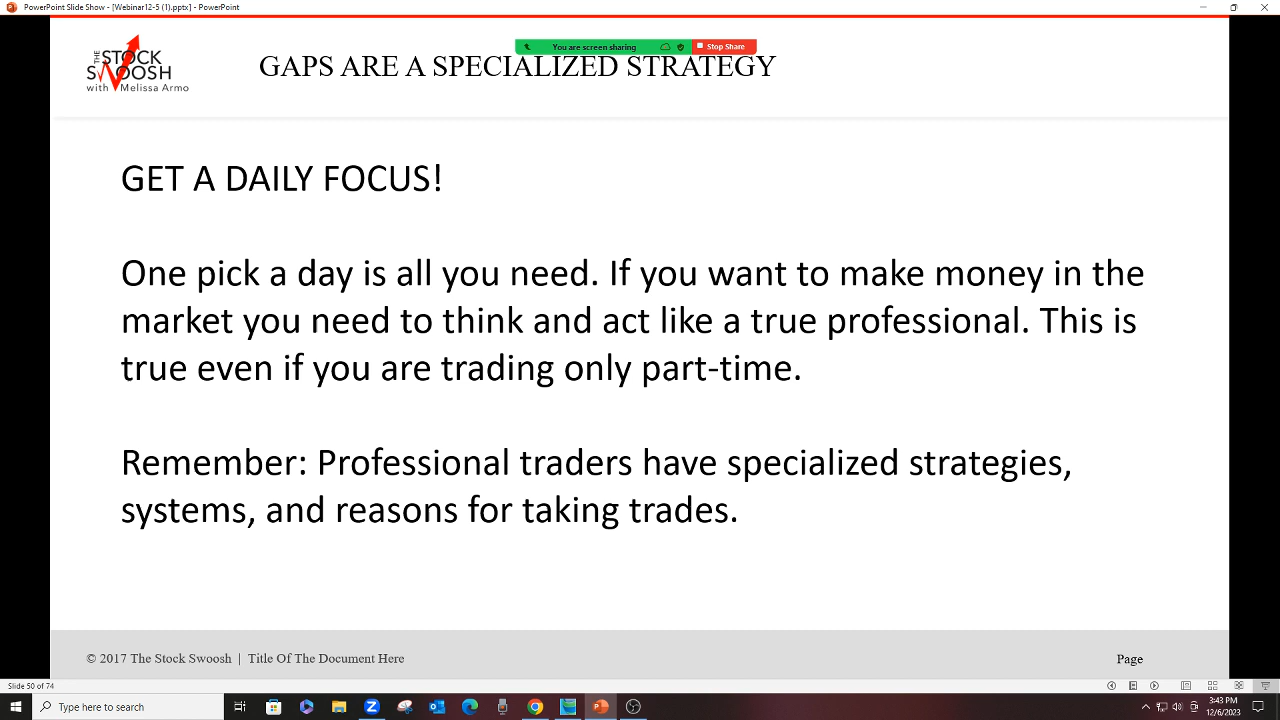 PowerPoint Slide Show - [Webinar12-5 (1).pptx] - PowerPoint
You are screen sharing
Stop Share
THE STOCK
SWOOSH
with Melissa Armo
GAPS ARE A SPECIALIZED STRATEGY
GET A DAILY FOCUS!
One pick a day is all you need. If you want to make money in the
market you need to think and act like a true professional. This is
true even if you are trading only part-time.
Remember: Professional traders have specialized strategies,
systems, and reasons for taking trades.
© 2017 The Stock Swoosh | Title Of The Document Here
Page
Slide 50 of 74
Type here to search
3:43 PM
12/6/2023